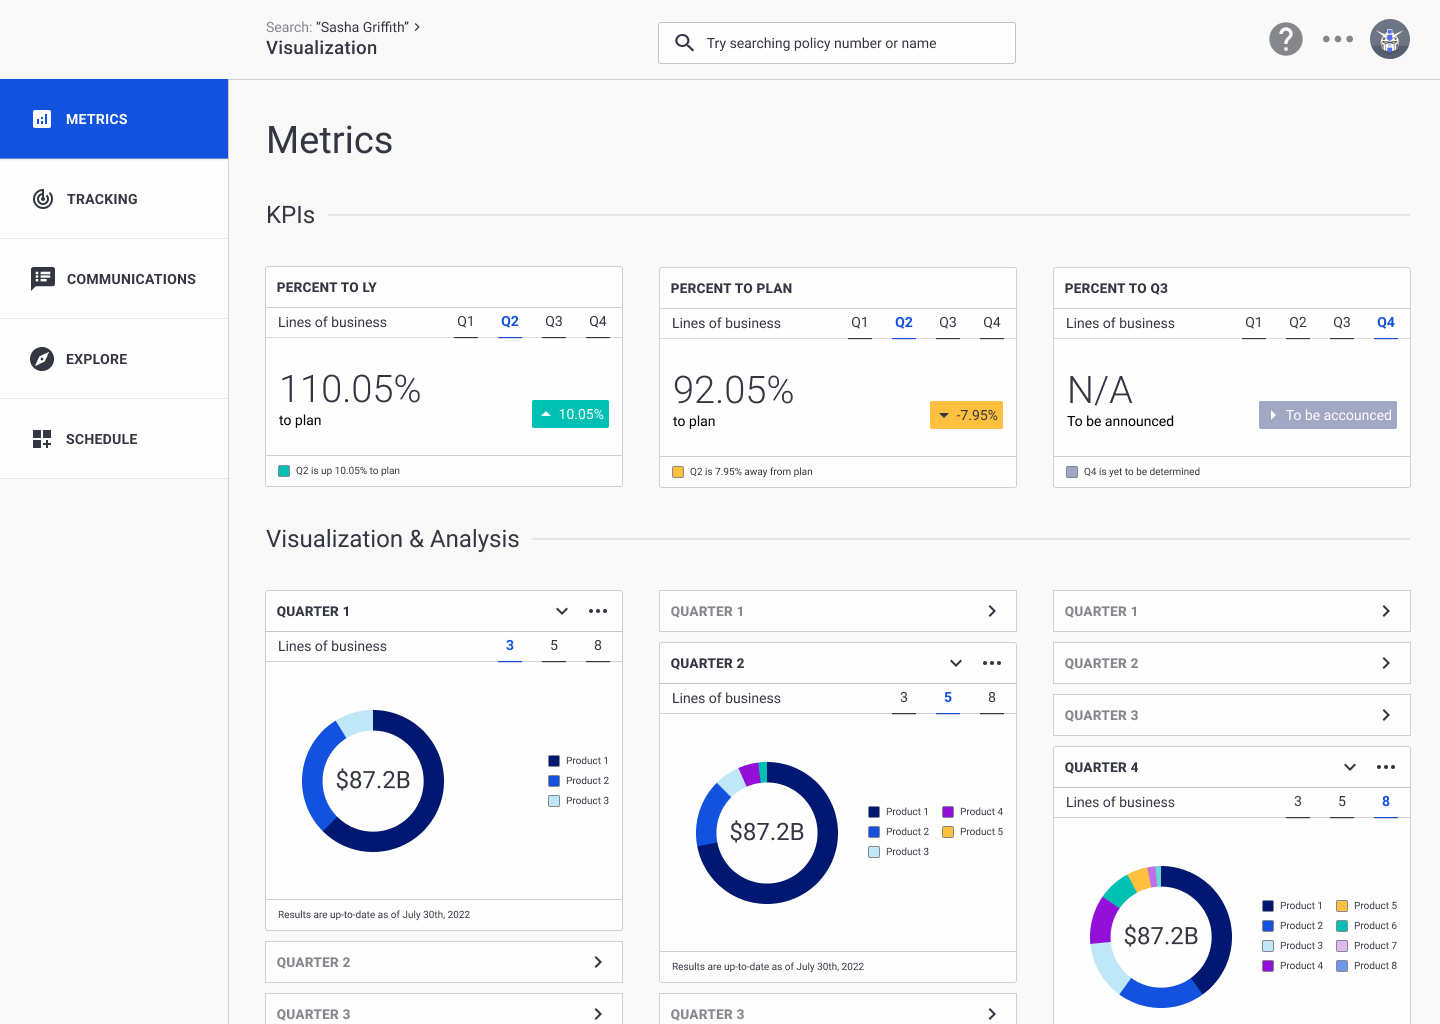 Search: “Sasha Griffith”
Visualization
Try searching policy number or name
METRICS
TRACKING
COMMUNICATIONS
EXPLORE
SCHEDULE
Metrics
KPIs
PERCENT TO LY
Lines of business Q1 Q2 Q3 Q4
110.05%
to plan
10.05%
Q2 is up 10.05% to plan
PERCENT TO PLAN
Lines of business Q1 Q2 Q3 Q4
92.05%
to plan
-7.95%
Q2 is 7.95% away from plan
PERCENT TO Q3
Lines of business Q1 Q2 Q3 Q4
N/A
To be announced
To be accounced
Q4 is yet to be determined
Visualization & Analysis
QUARTER 1
Lines of business 3 5 8
$87.2B
Product 1
Product 2
Product 3
Results are up-to-date as of July 30th, 2022
QUARTER 2
QUARTER 3
QUARTER 1
QUARTER 2
Lines of business 3 5 8
$87.2B
Product 1 Product 4
Product 2 Product 5
Product 3
Results are up-to-date as of July 30th, 2022
QUARTER 3
QUARTER 1
QUARTER 2
QUARTER 3
QUARTER 4
Lines of business 3 5 8
$87.2B
Product 1 Product 5
Product 2 Product 6
Product 3 Product 7
Product 4 Product 8